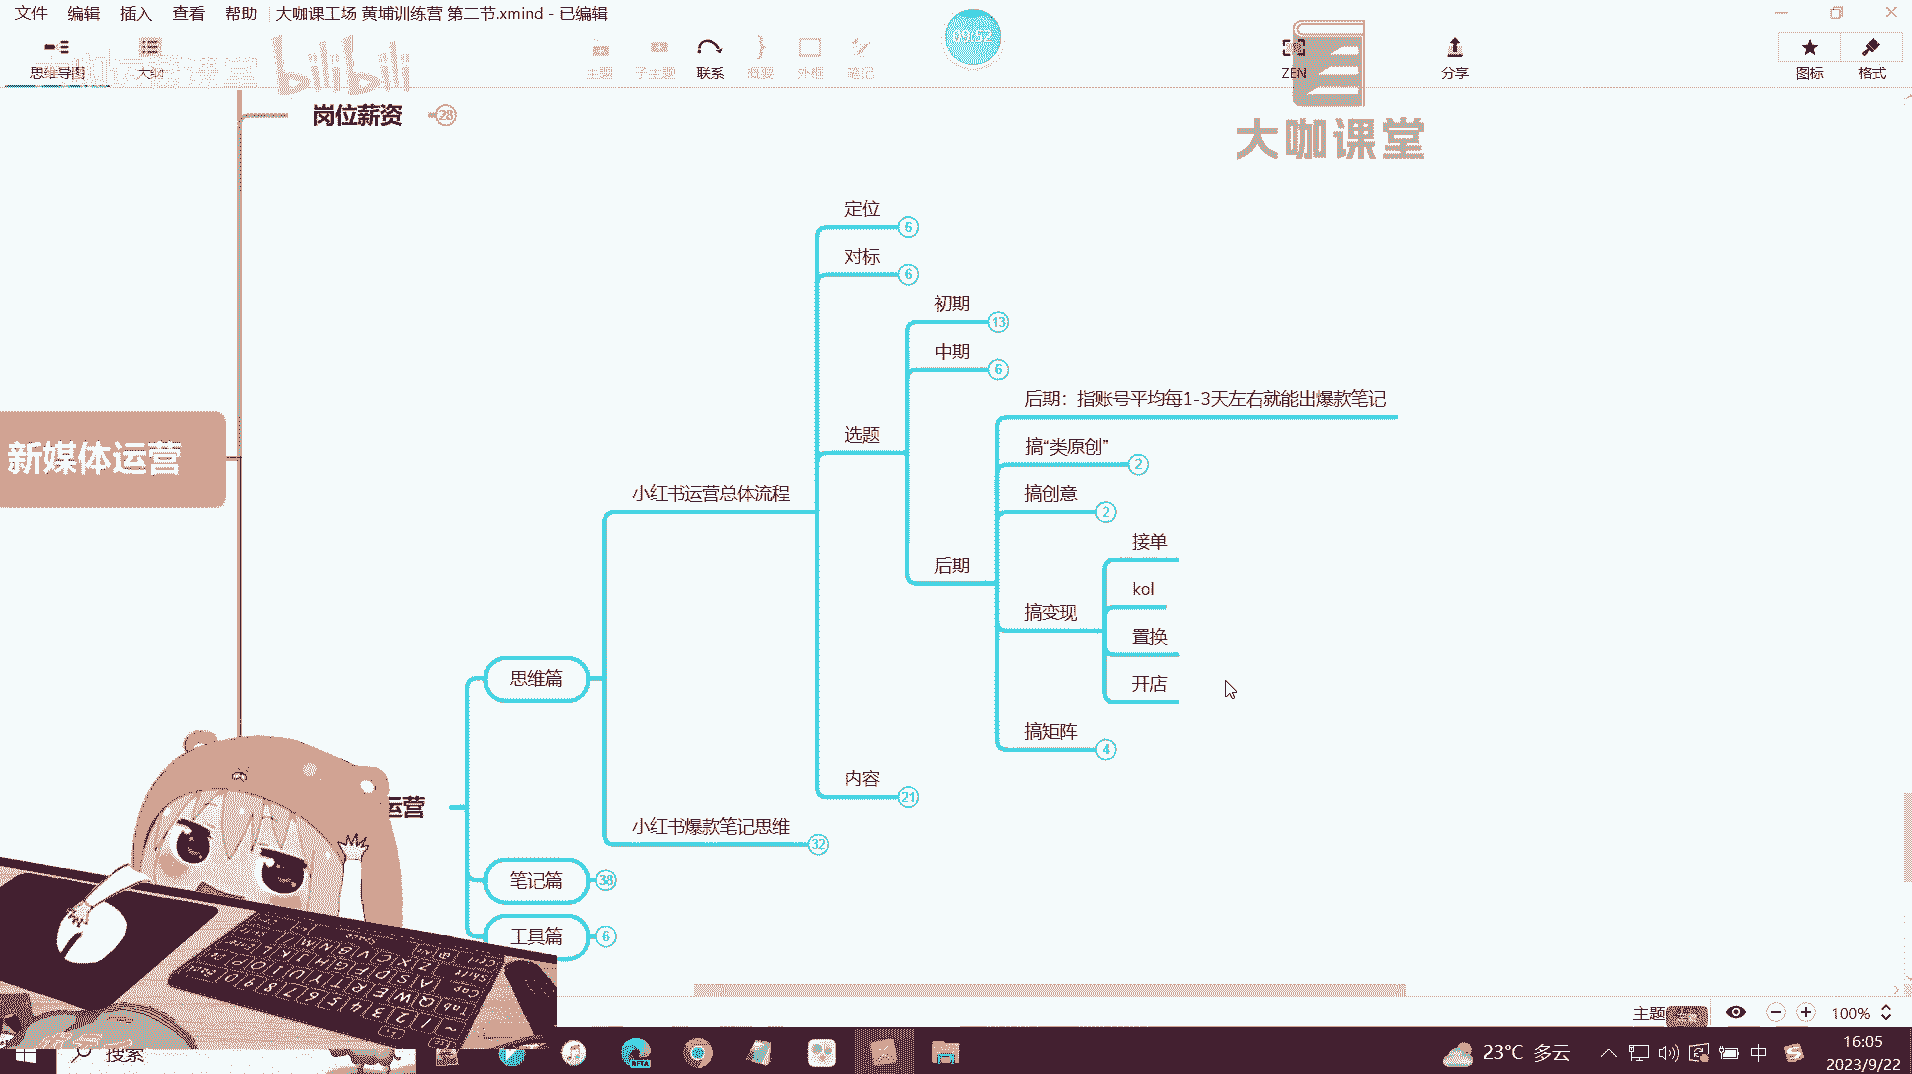 文件 编辑 插入 查看 帮助 大咖课工场 黄埔训练营 第二节.xmind - 已编辑
思维导图
大纲
bilibili
主题
子主题
联系
概要
外框
笔记
09:52
ZEN
分享
图标
格式
大咖课堂
岗位薪资 28
定位 6
对标 6
初期 13
中期 6
后期：指账号平均每1-3天左右就能出爆款笔记
选题
搞“类原创” 2
新媒体运营
小红书运营总体流程
搞创意 2
接单
后期
kol
搞变现
置换
思维篇
开店
搞矩阵 4
内容 21
运营
小红书爆款笔记思维 32
笔记篇 38
工具篇 6
主题
100%
搜索
23°C 多云
中
16:05
2023/9/22